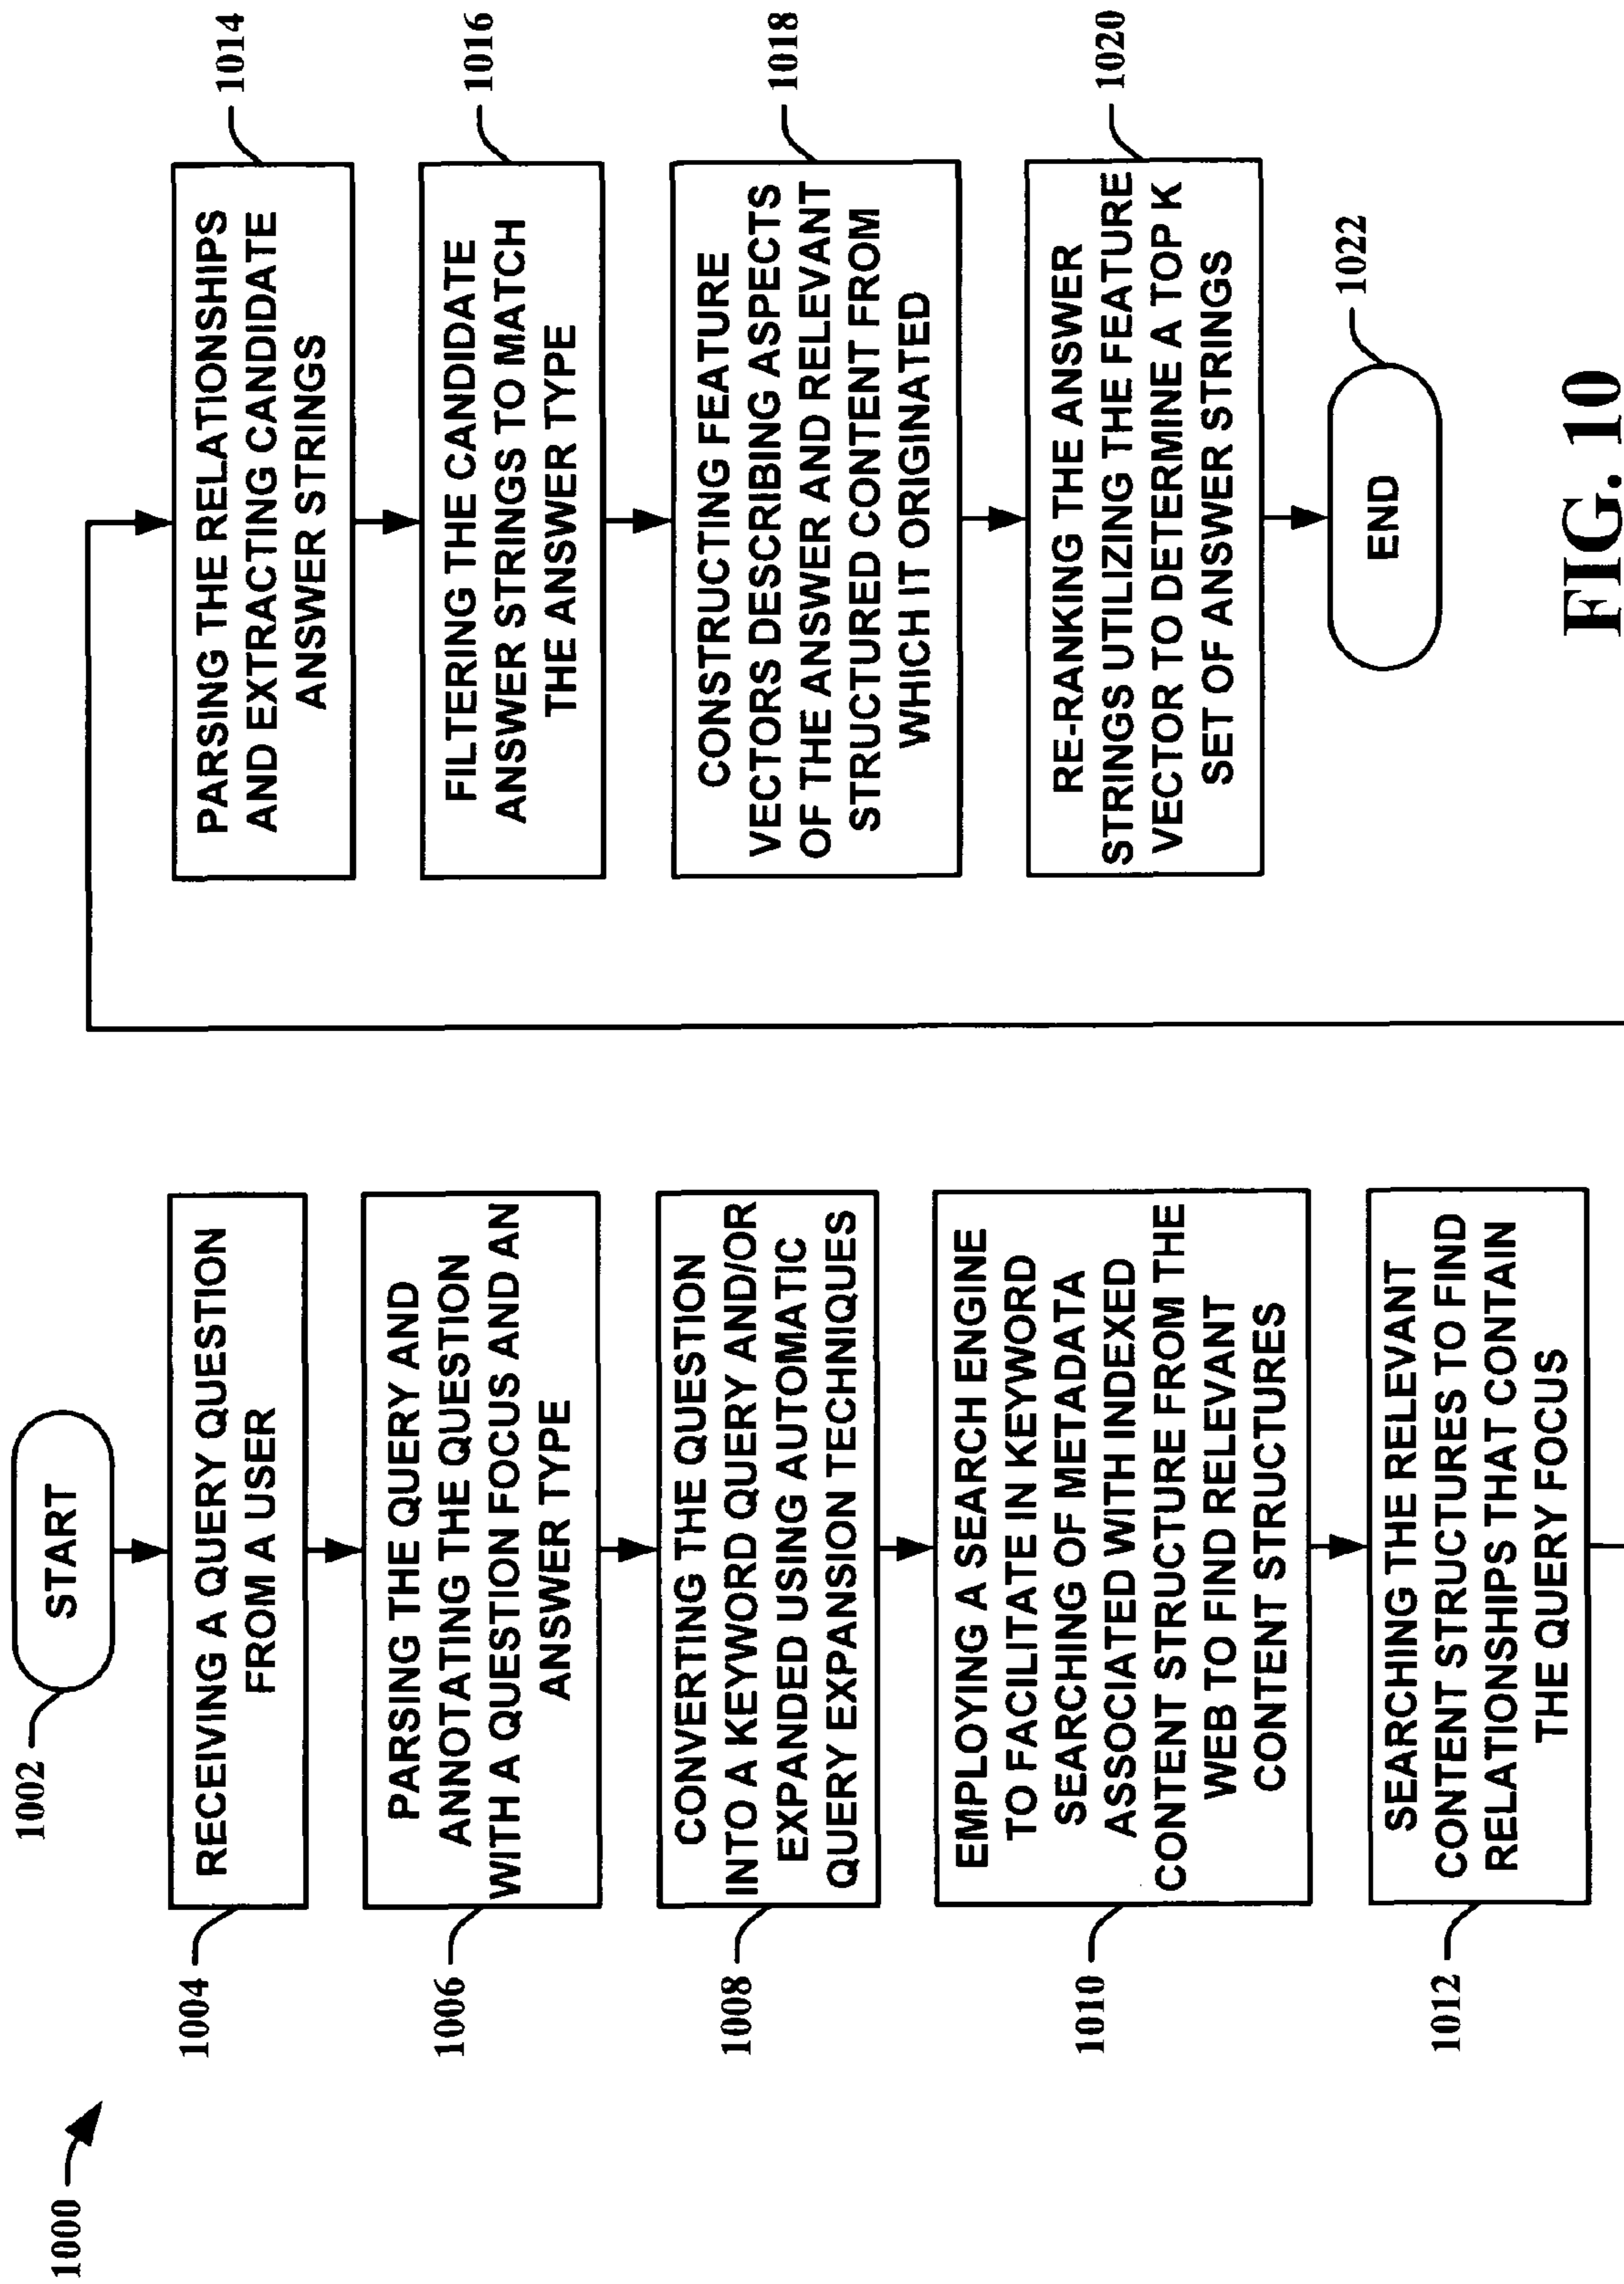 1000
1002
START
1004
RECEIVING A QUERY QUESTION
FROM A USER
1006
PARSING THE QUERY AND
ANNOTATING THE QUESTION
WITH A QUESTION FOCUS AND AN
ANSWER TYPE
1008
CONVERTING THE QUESTION
INTO A KEYWORD QUERY AND/OR
EXPANDED USING AUTOMATIC
QUERY EXPANSION TECHNIQUES
1010
EMPLOYING A SEARCH ENGINE
TO FACILITATE IN KEYWORD
SEARCHING OF METADATA
ASSOCIATED WITH INDEXED
CONTENT STRUCTURE FROM THE
WEB TO FIND RELEVANT
CONTENT STRUCTURES
1012
SEARCHING THE RELEVANT
CONTENT STRUCTURES TO FIND
RELATIONSHIPS THAT CONTAIN
THE QUERY FOCUS
1014
PARSING THE RELATIONSHIPS
AND EXTRACTING CANDIDATE
ANSWER STRINGS
1016
FILTERING THE CANDIDATE
ANSWER STRINGS TO MATCH
THE ANSWER TYPE
1018
CONSTRUCTING FEATURE
VECTORS DESCRIBING ASPECTS
OF THE ANSWER AND RELEVANT
STRUCTURED CONTENT FROM
WHICH IT ORIGINATED
1020
RE-RANKING THE ANSWER
STRINGS UTILIZING THE FEATURE
VECTOR TO DETERMINE A TOP K
SET OF ANSWER STRINGS
1022
END
FIG. 10